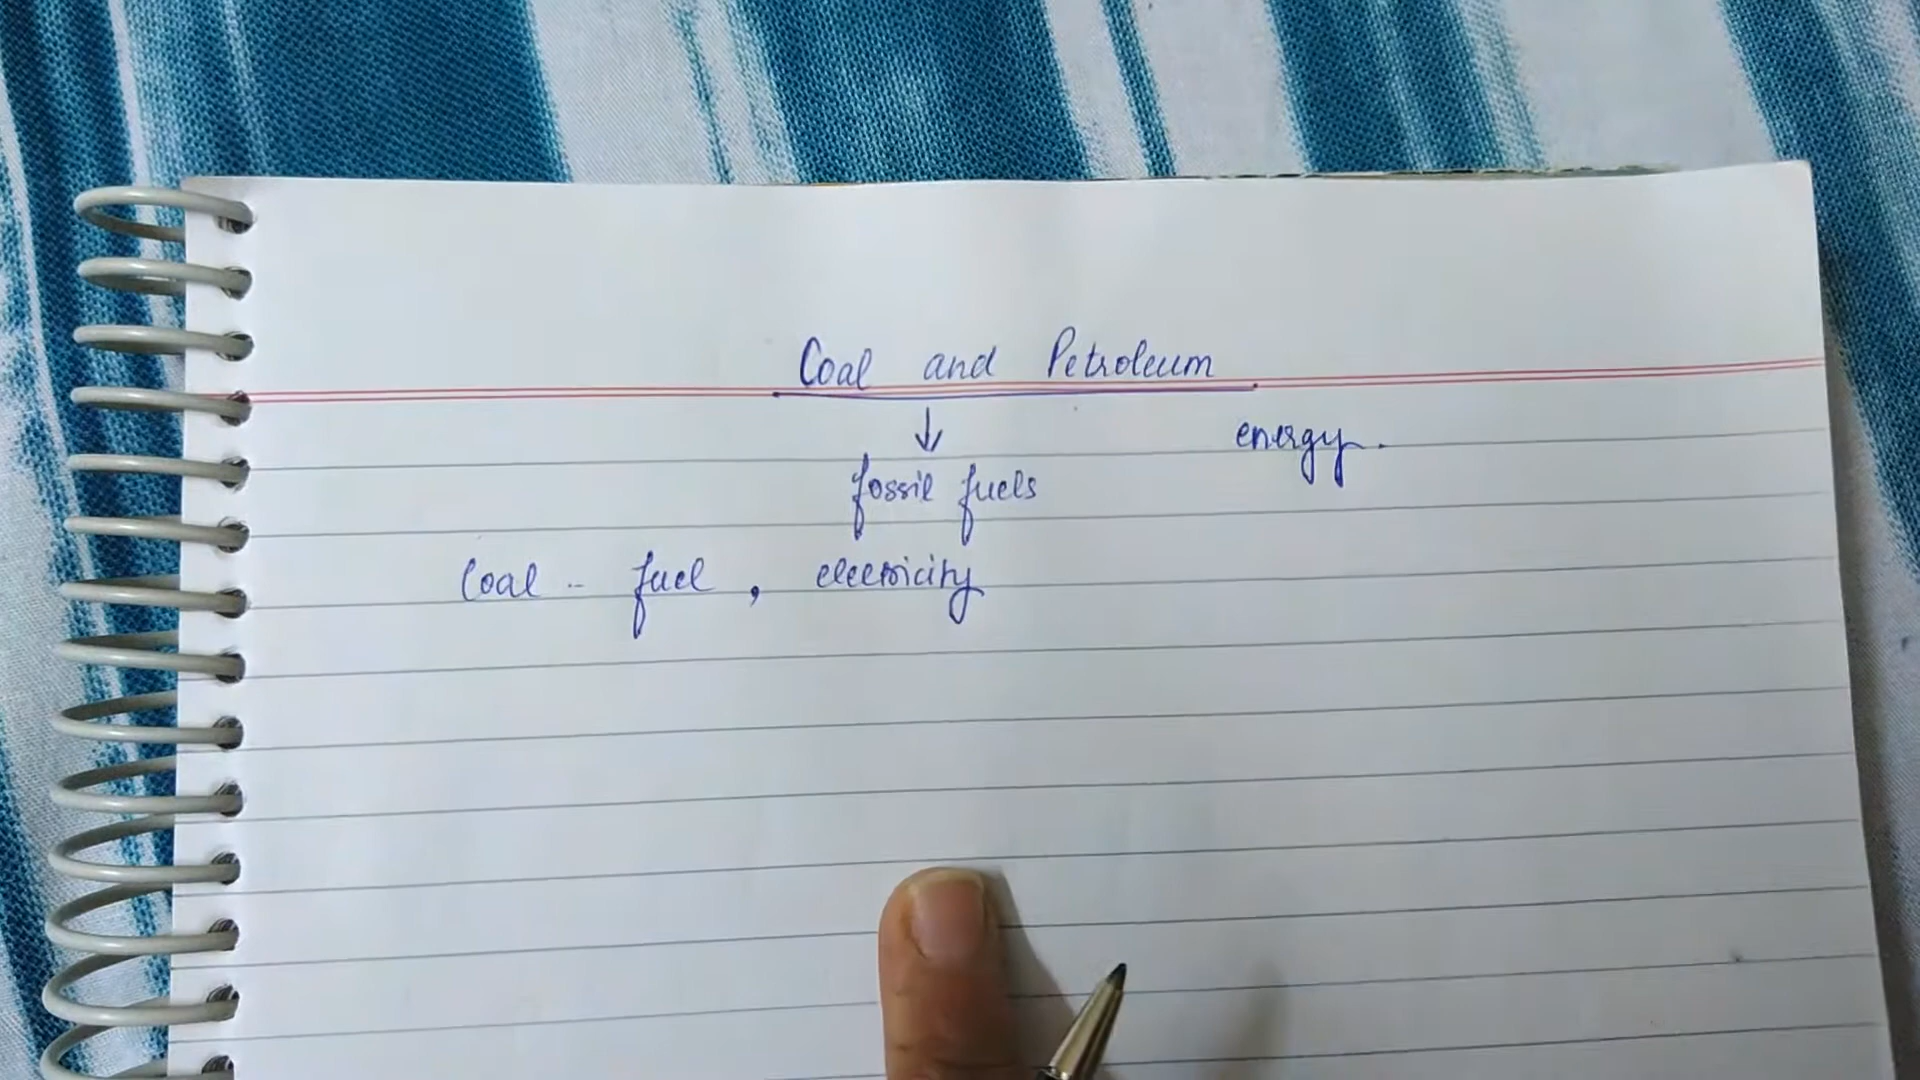 Coal and Petroleum
↓ energy.
fossil fuels
Coal - fuel, electricity